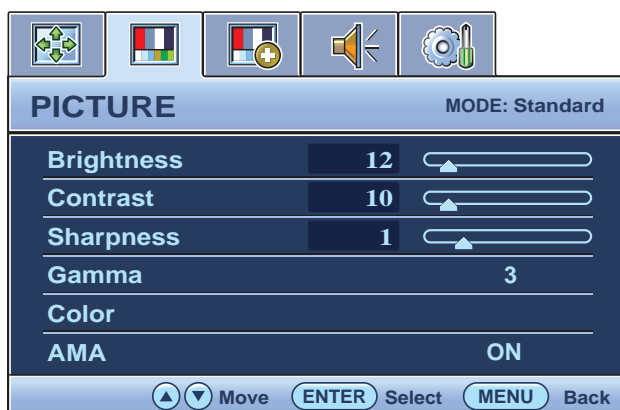 PICTURE MODE: Standard
Brightness 12
Contrast 10
Sharpness 1
Gamma 3
Color
AMA ON
Move ENTER Select MENU Back